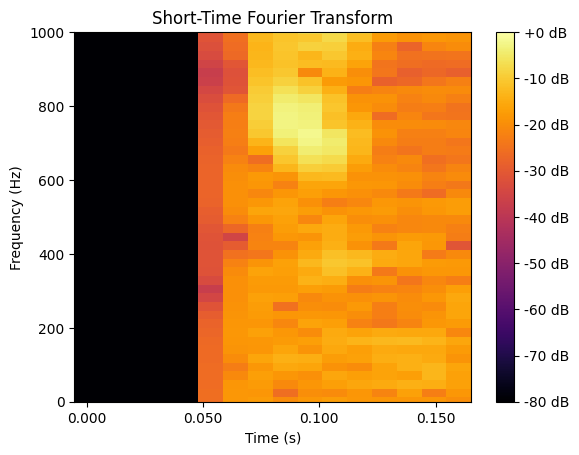 Short-Time Fourier Transform
1000
800
600
400
200
0
Frequency (Hz)
0.000
0.050
0.100
0.150
Time (s)
+0 dB
-10 dB
-20 dB
-30 dB
-40 dB
-50 dB
-60 dB
-70 dB
-80 dB